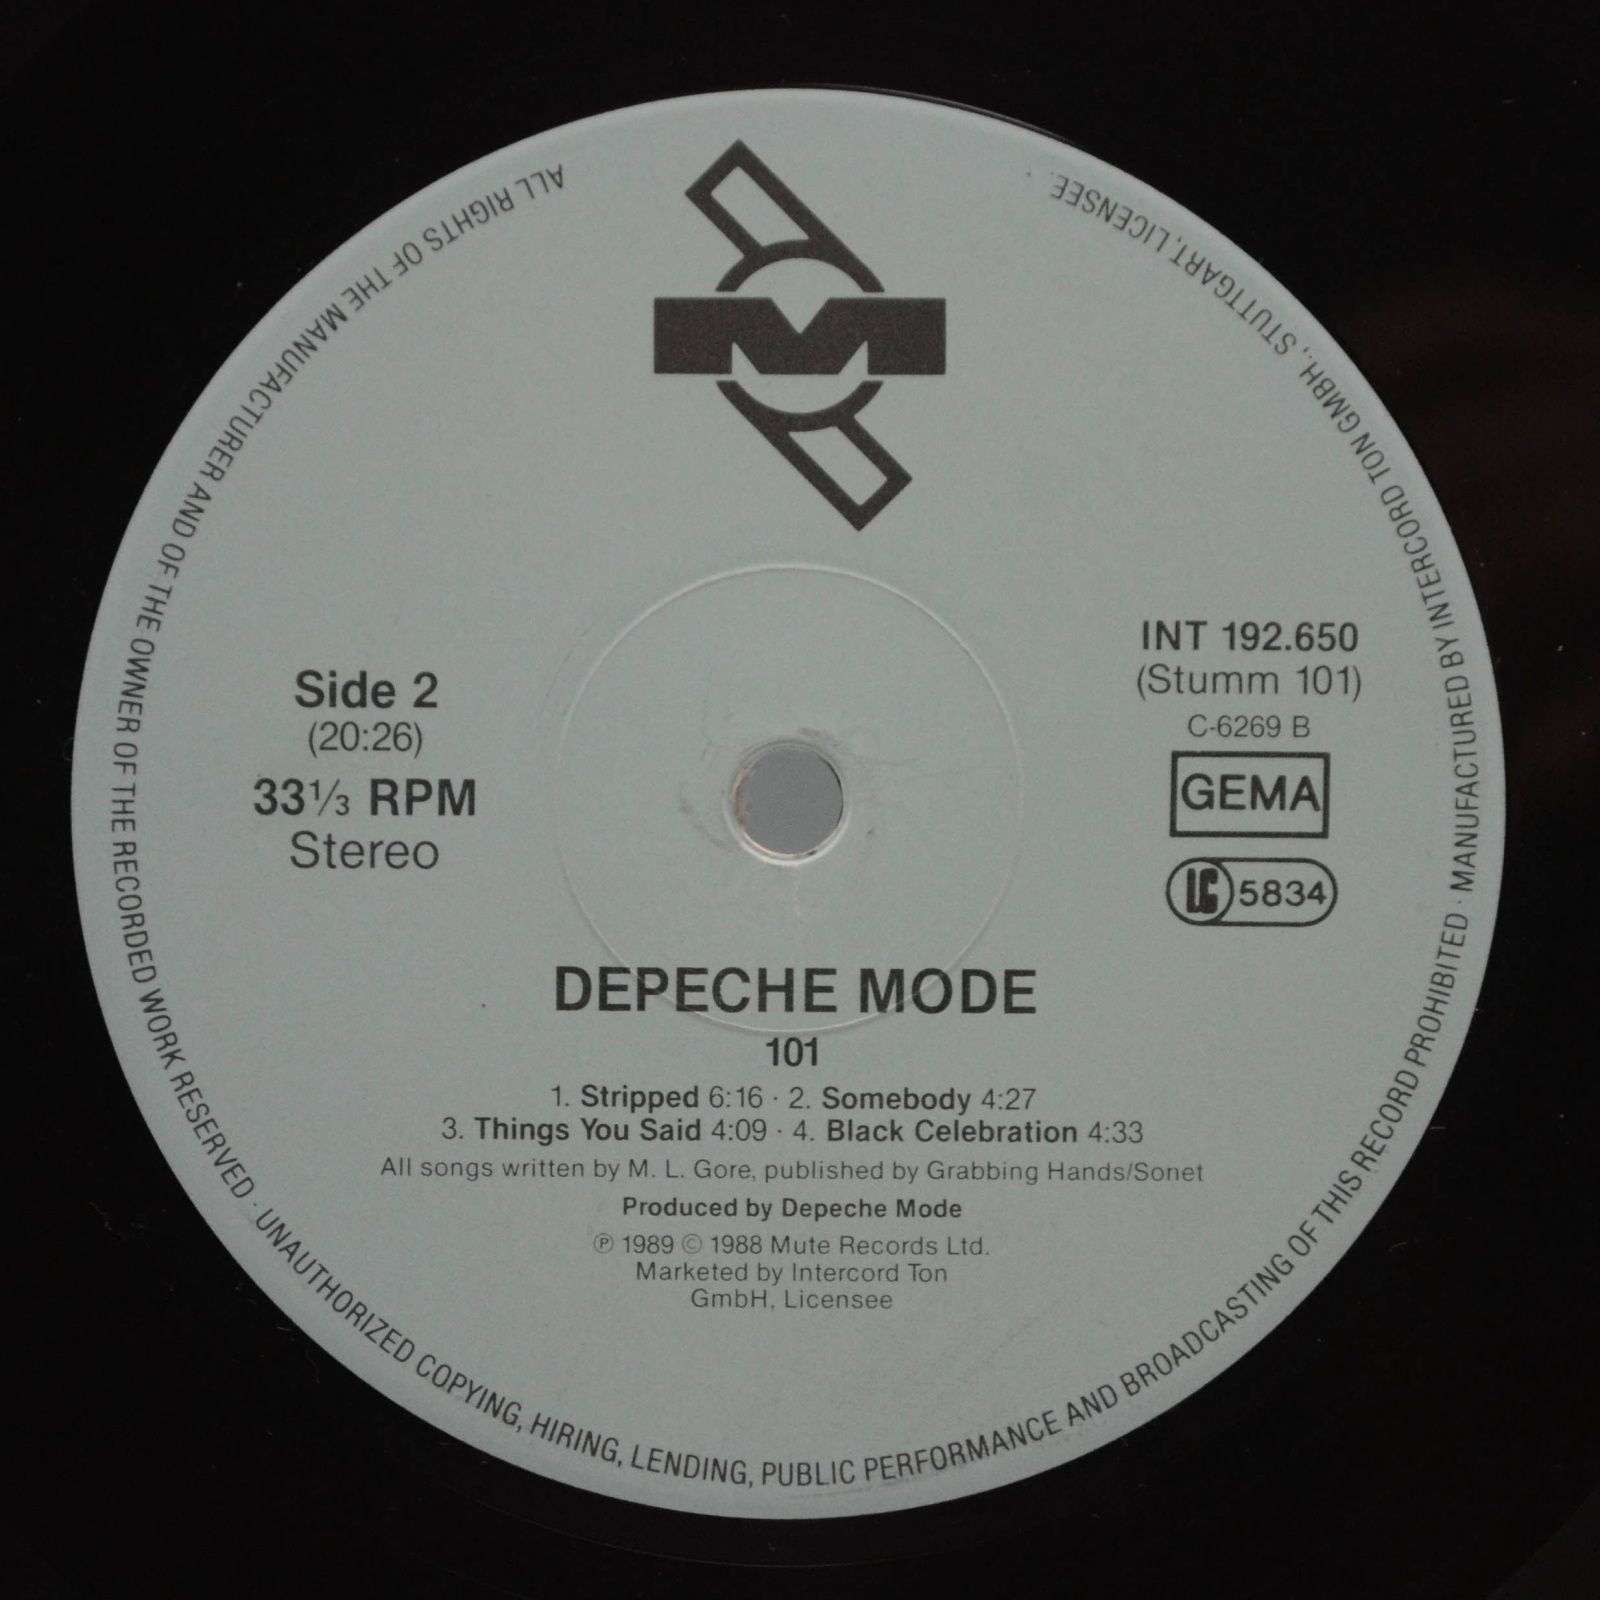 M
Side 2
(20:26)
33⅓ RPM
Stereo
INT 192.650
(Stumm 101)
C-6269 B
GEMA
LC 5834
DEPECHE MODE
101
1. Stripped 6:16 · 2. Somebody 4:27
3. Things You Said 4:09 · 4. Black Celebration 4:33
All songs written by M. L. Gore, published by Grabbing Hands/Sonet
Produced by Depeche Mode
℗ 1989 © 1988 Mute Records Ltd.
Marketed by Intercord Ton
GmbH, Licensee
ALL RIGHTS OF THE MANUFACTURER AND OF THE OWNER OF THE RECORDED WORK RESERVED · UNAUTHORIZED COPYING, HIRING, LENDING, PUBLIC PERFORMANCE AND BROADCASTING OF THIS RECORD PROHIBITED · MANUFACTURED BY INTERCORD TON GMBH., STUTTGART, LICENSEE.